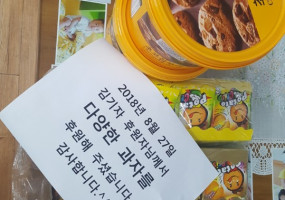 2018년 8월 27일
김기자 후원자님께서
다양한 과자를
후원해 주셨습니다
감사합니다.^^